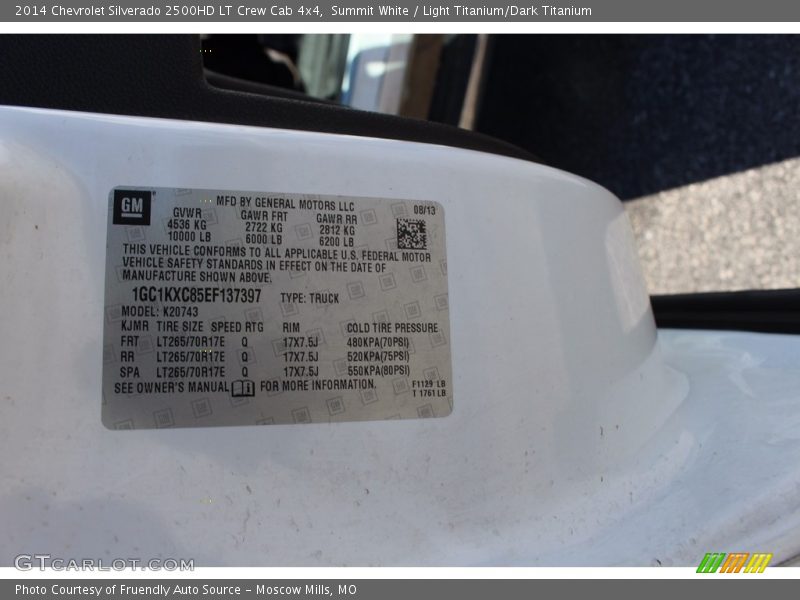 2014 Chevrolet Silverado 2500HD LT Crew Cab 4x4,  Summit White / Light Titanium/Dark Titanium
GM
MFD BY GENERAL MOTORS LLC
08/13
GVWR GAWR FRT GAWR RR
4536 KG 2722 KG 2812 KG
10000 LB 6000 LB 6200 LB
THIS VEHICLE CONFORMS TO ALL APPLICABLE U.S. FEDERAL MOTOR
VEHICLE SAFETY STANDARDS IN EFFECT ON THE DATE OF
MANUFACTURE SHOWN ABOVE.
1GC1KXC85EF137397 TYPE: TRUCK
MODEL: K20743
KJMR TIRE SIZE SPEED RTG RIM COLD TIRE PRESSURE
FRT LT265/70R17E Q 17X7.5J 480KPA(70PSI)
RR LT265/70R17E Q 17X7.5J 520KPA(75PSI)
SPA LT265/70R17E Q 17X7.5J 550KPA(80PSI)
SEE OWNER'S MANUAL FOR MORE INFORMATION.
F1129 LB
T 1761 LB
GTcarlot.com
Photo Courtesy of Fruendly Auto Source – Moscow Mills, MO